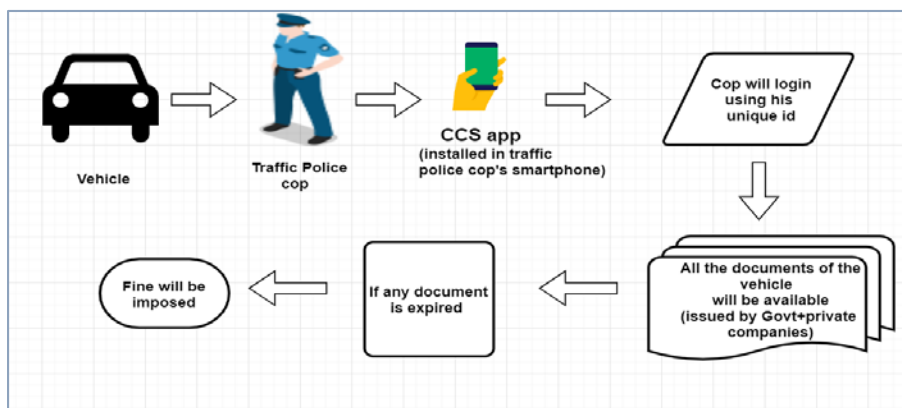 Vehicle
Traffic Police
cop
CCS app
(installed in traffic
police cop's smartphone)
Cop will login
using his
unique id
All the documents of the
vehicle
will be available
(issued by Govt+private
companies)
If any document
is expired
Fine will be
imposed